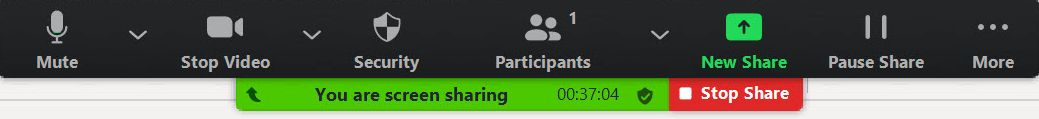 1
Mute Stop Video Security Participants New Share Pause Share More
You are screen sharing 00:37:04 Stop Share